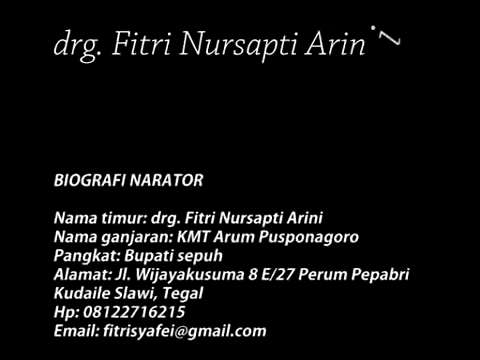 drg. Fitri Nursapti Arini
BIOGRAFI NARATOR
Nama timur: drg. Fitri Nursapti Arini
Nama ganjaran: KMT Arum Pusponagoro
Pangkat: Bupati sepuh
Alamat: Jl. Wijayakusuma 8 E/27 Perum Pepabri
Kudaile Slawi, Tegal
Hp: 08122716215
Email: fitrisyafei@gmail.com